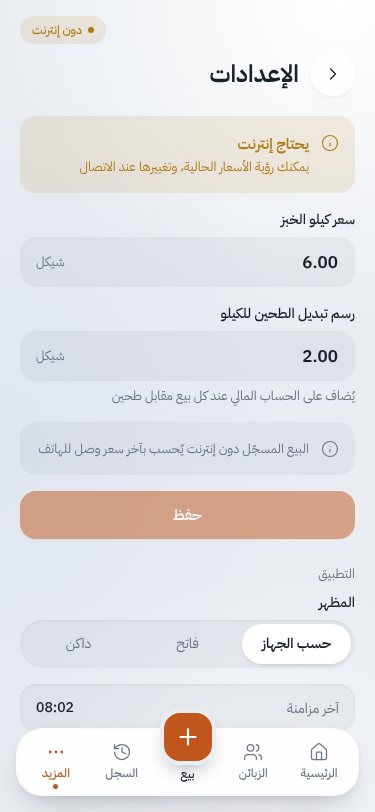 دون إنترنت
الإعدادات
يحتاج إنترنت
يمكنك رؤية الأسعار الحالية، وتغييرها عند الاتصال
سعر كيلو الخبز
6.00 شيكل
رسم تبديل الطحين للكيلو
2.00 شيكل
يُضاف على الحساب المالي عند كل بيع مقابل طحين
البيع المسجّل دون إنترنت يُحسب بآخر سعر وصل للهاتف
حفظ
التطبيق
المظهر
حسب الجهاز فاتح داكن
آخر مزامنة 08:02
الرئيسية الزبائن بيع السجل المزيد